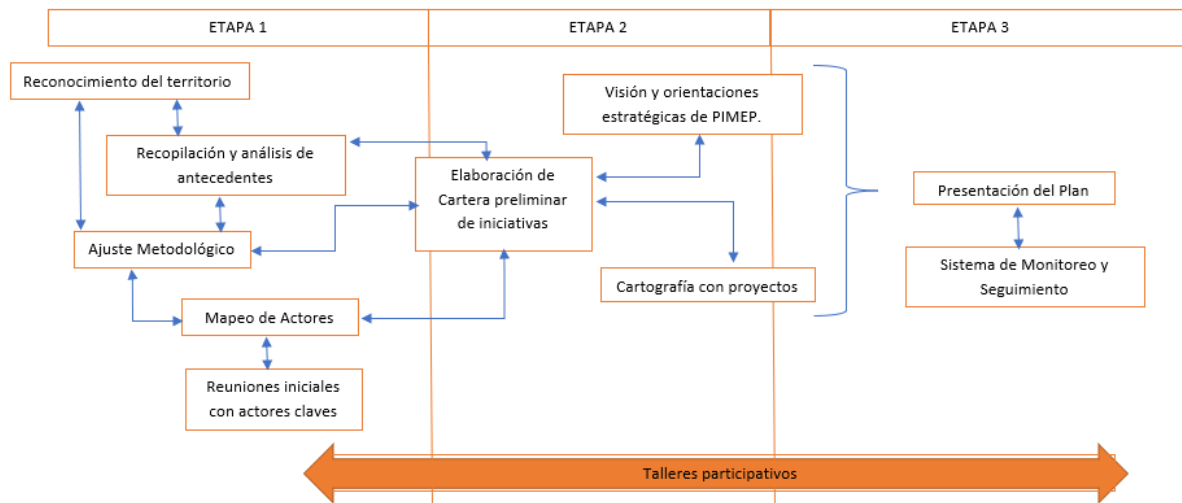 ETAPA 1
ETAPA 2
ETAPA 3
Reconocimiento del territorio
Recopilación y análisis de
antecedentes
Ajuste Metodológico
Mapeo de Actores
Reuniones iniciales
con actores claves
Elaboración de
Cartera preliminar
de iniciativas
Visión y orientaciones
estratégicas de PIMEP.
Cartografía con proyectos
Presentación del Plan
Sistema de Monitoreo y
Seguimiento
Talleres participativos